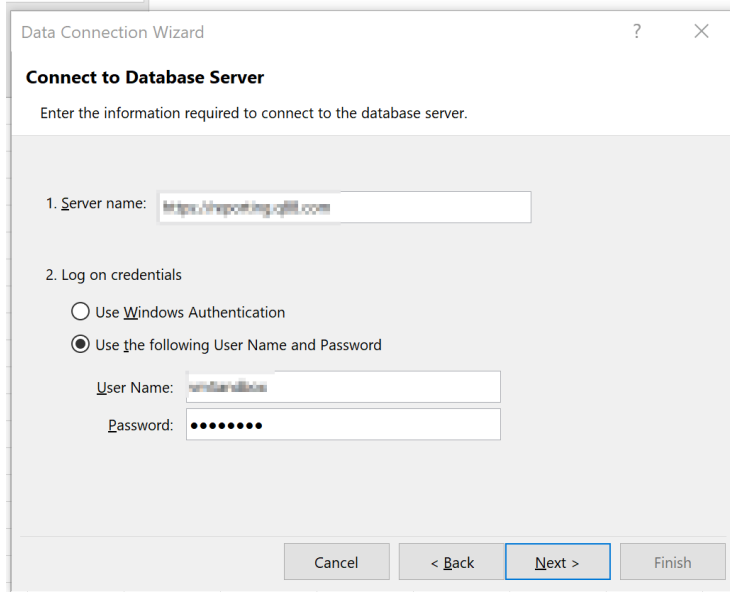 Data Connection Wizard
?
Connect to Database Server
Enter the information required to connect to the database server.
1. Server name:
2. Log on credentials
Use Windows Authentication
Use the following User Name and Password
User Name:
Password: ●●●●●●●●
Cancel
< Back
Next >
Finish